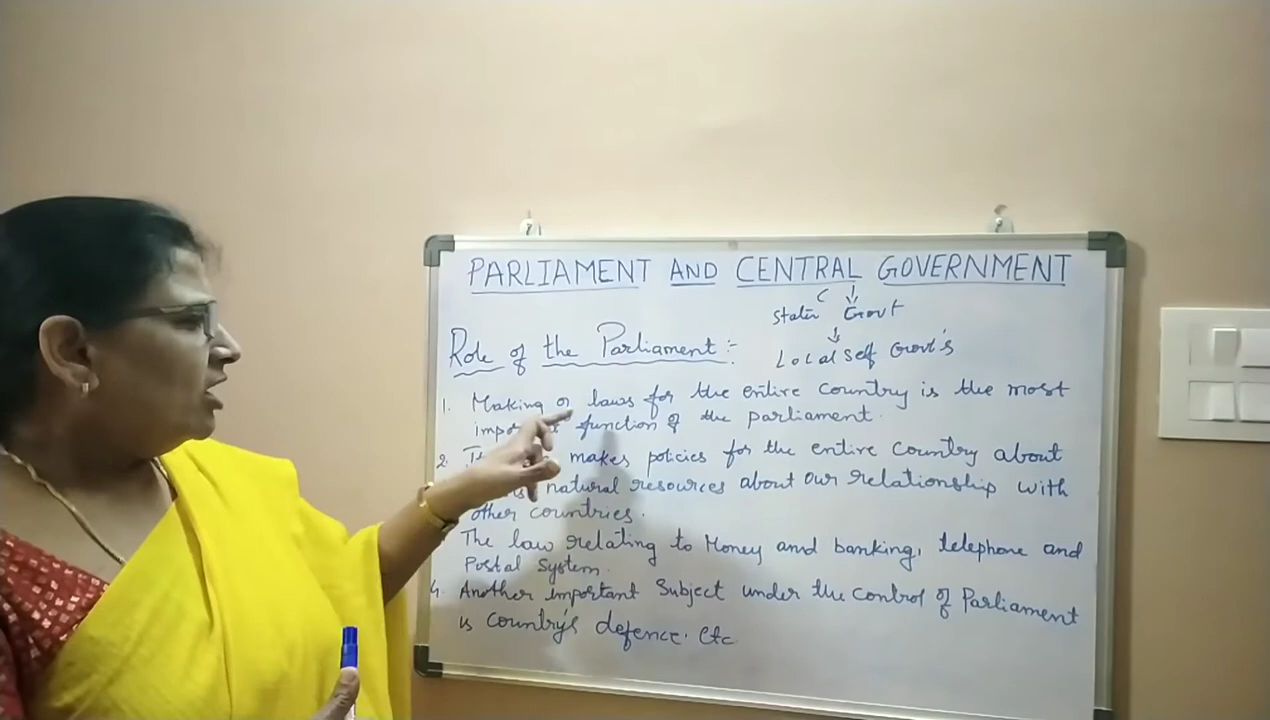 PARLIAMENT AND CENTRAL GOVERNMENT
State Govt
Role of the Parliament :-
Local Self Govt's
1. Making of laws for the entire country is the most
function of the parliament.
2. makes policies for the entire country about
natural resources about our relationship with
other countries.
The law relating to Money and banking, telephone and
Postal System.
4. Another important Subject under the control of Parliament
is country's defence. Etc